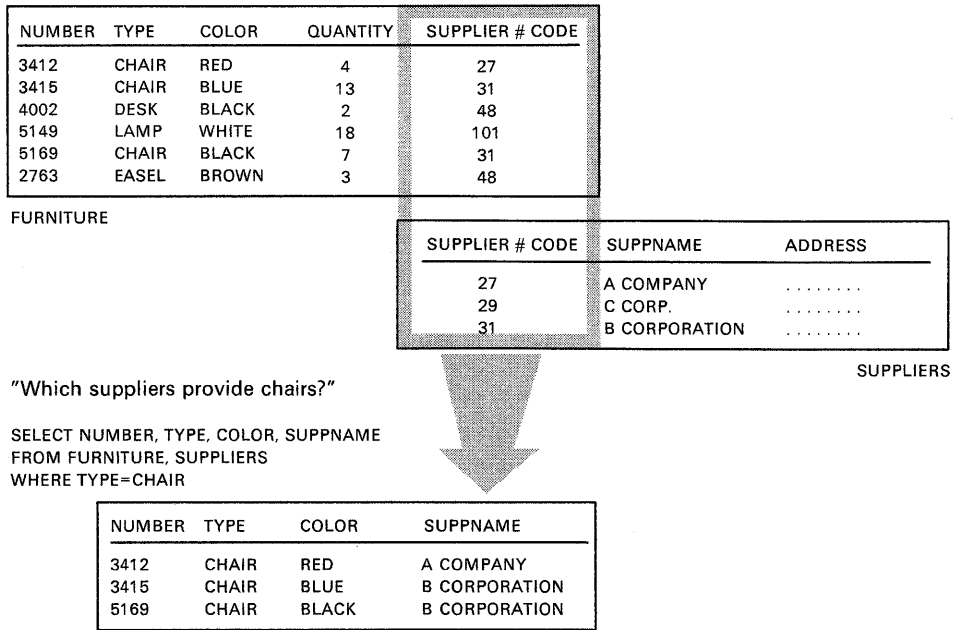 NUMBER TYPE COLOR QUANTITY SUPPLIER # CODE
3412 CHAIR RED 4 27
3415 CHAIR BLUE 13 31
4002 DESK BLACK 2 48
5149 LAMP WHITE 18 101
5169 CHAIR BLACK 7 31
2763 EASEL BROWN 3 48
FURNITURE
SUPPLIER # CODE SUPPNAME ADDRESS
27 A COMPANY ........
29 C CORP. ........
31 B CORPORATION ........
SUPPLIERS
"Which suppliers provide chairs?"
SELECT NUMBER, TYPE, COLOR, SUPPNAME
FROM FURNITURE, SUPPLIERS
WHERE TYPE=CHAIR
NUMBER TYPE COLOR SUPPNAME
3412 CHAIR RED A COMPANY
3415 CHAIR BLUE B CORPORATION
5169 CHAIR BLACK B CORPORATION